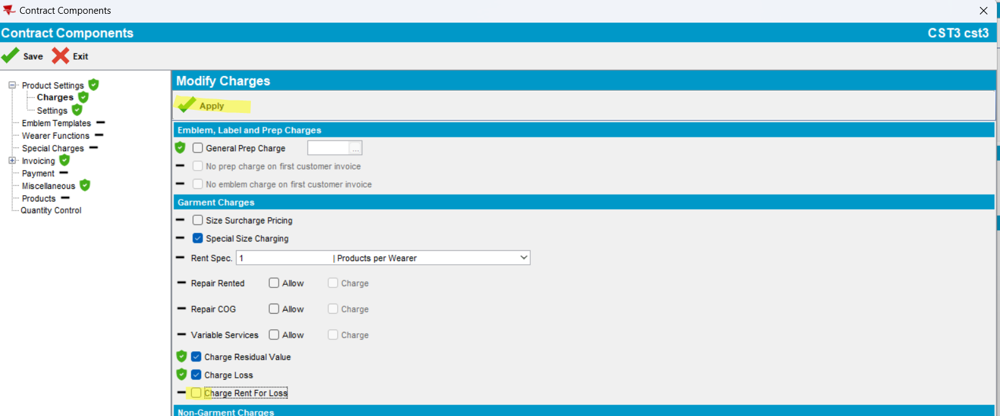 Contract Components
Contract Components CST3 cst3
Save Exit
Product Settings
Charges
Settings
Emblem Templates
Wearer Functions
Special Charges
Invoicing
Payment
Miscellaneous
Products
Quantity Control
Modify Charges
Apply
Emblem, Label and Prep Charges
General Prep Charge ...
No prep charge on first customer invoice
No emblem charge on first customer invoice
Garment Charges
Size Surcharge Pricing
Special Size Charging
Rent Spec. 1 | Products per Wearer
Repair Rented Allow Charge
Repair COG Allow Charge
Variable Services Allow Charge
Charge Residual Value
Charge Loss
Charge Rent For Loss
Non-Garment Charges